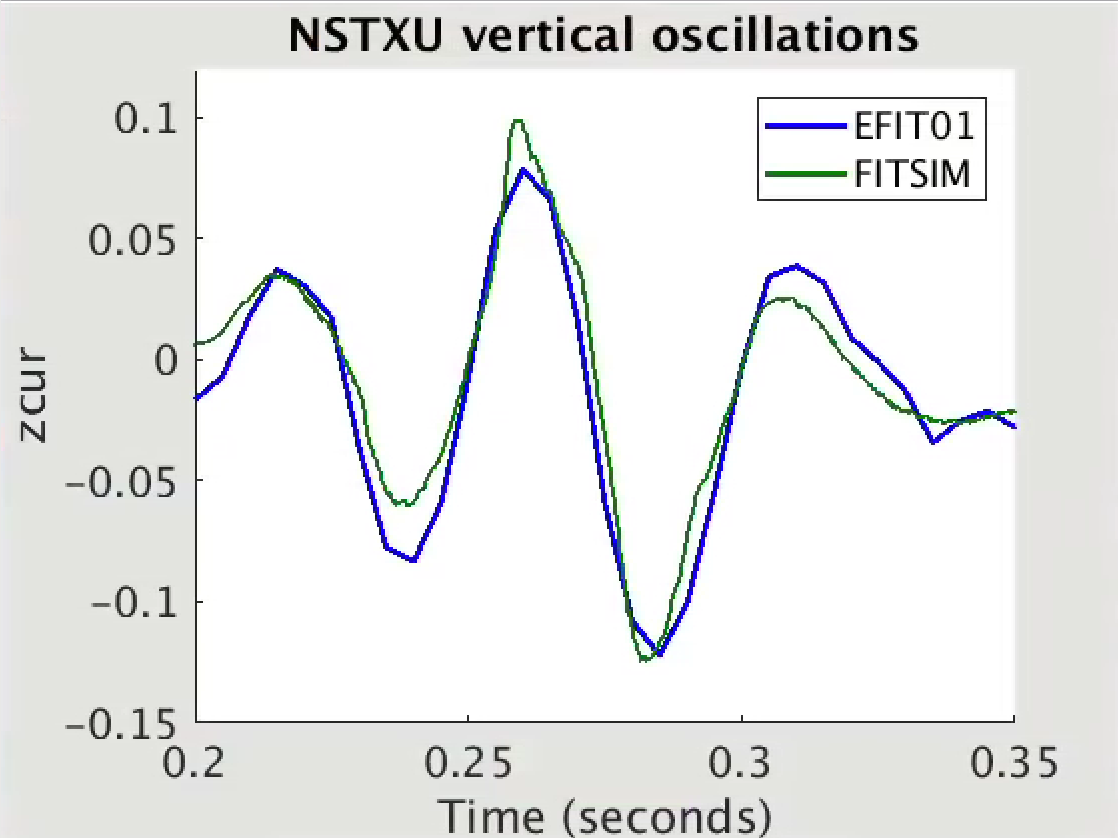 NSTXU vertical oscillations
EFIT01
FITSIM
0.1
0.05
0
−0.05
−0.1
−0.15
zcur
0.2 0.25 0.3 0.35
Time (seconds)